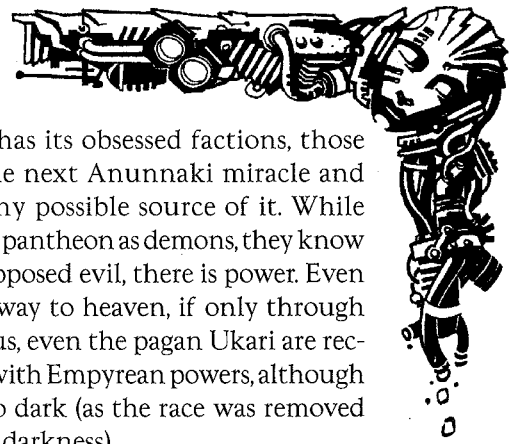 has its obsessed factions, those
e next Anunnaki miracle and
ny possible source of it. While
pantheon as demons, they know
pposed evil, there is power. Even
way to heaven, if only through
us, even the pagan Ukari are rec-
with Empyrean powers, although
o dark (as the race was removed
darkness)